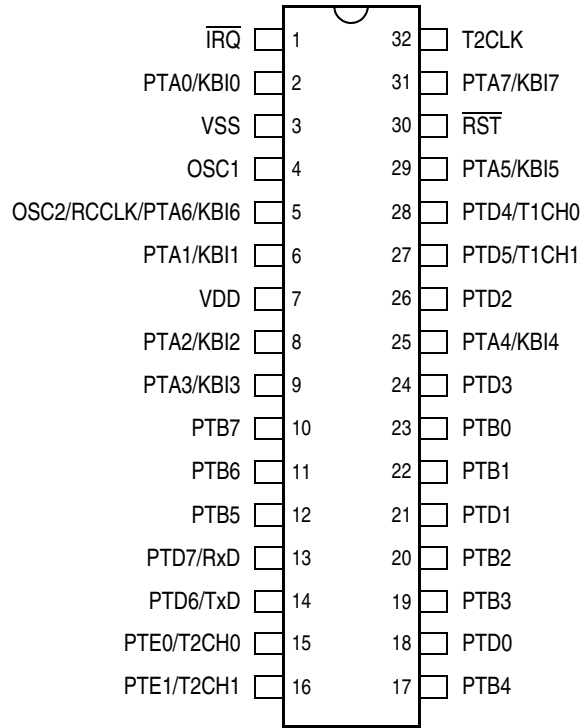 IRQ 1 32 T2CLK
PTA0/KBI0 2 31 PTA7/KBI7
VSS 3 30 RST
OSC1 4 29 PTA5/KBI5
OSC2/RCCLK/PTA6/KBI6 5 28 PTD4/T1CH0
PTA1/KBI1 6 27 PTD5/T1CH1
VDD 7 26 PTD2
PTA2/KBI2 8 25 PTA4/KBI4
PTA3/KBI3 9 24 PTD3
PTB7 10 23 PTB0
PTB6 11 22 PTB1
PTB5 12 21 PTD1
PTD7/RxD 13 20 PTB2
PTD6/TxD 14 19 PTB3
PTE0/T2CH0 15 18 PTD0
PTE1/T2CH1 16 17 PTB4